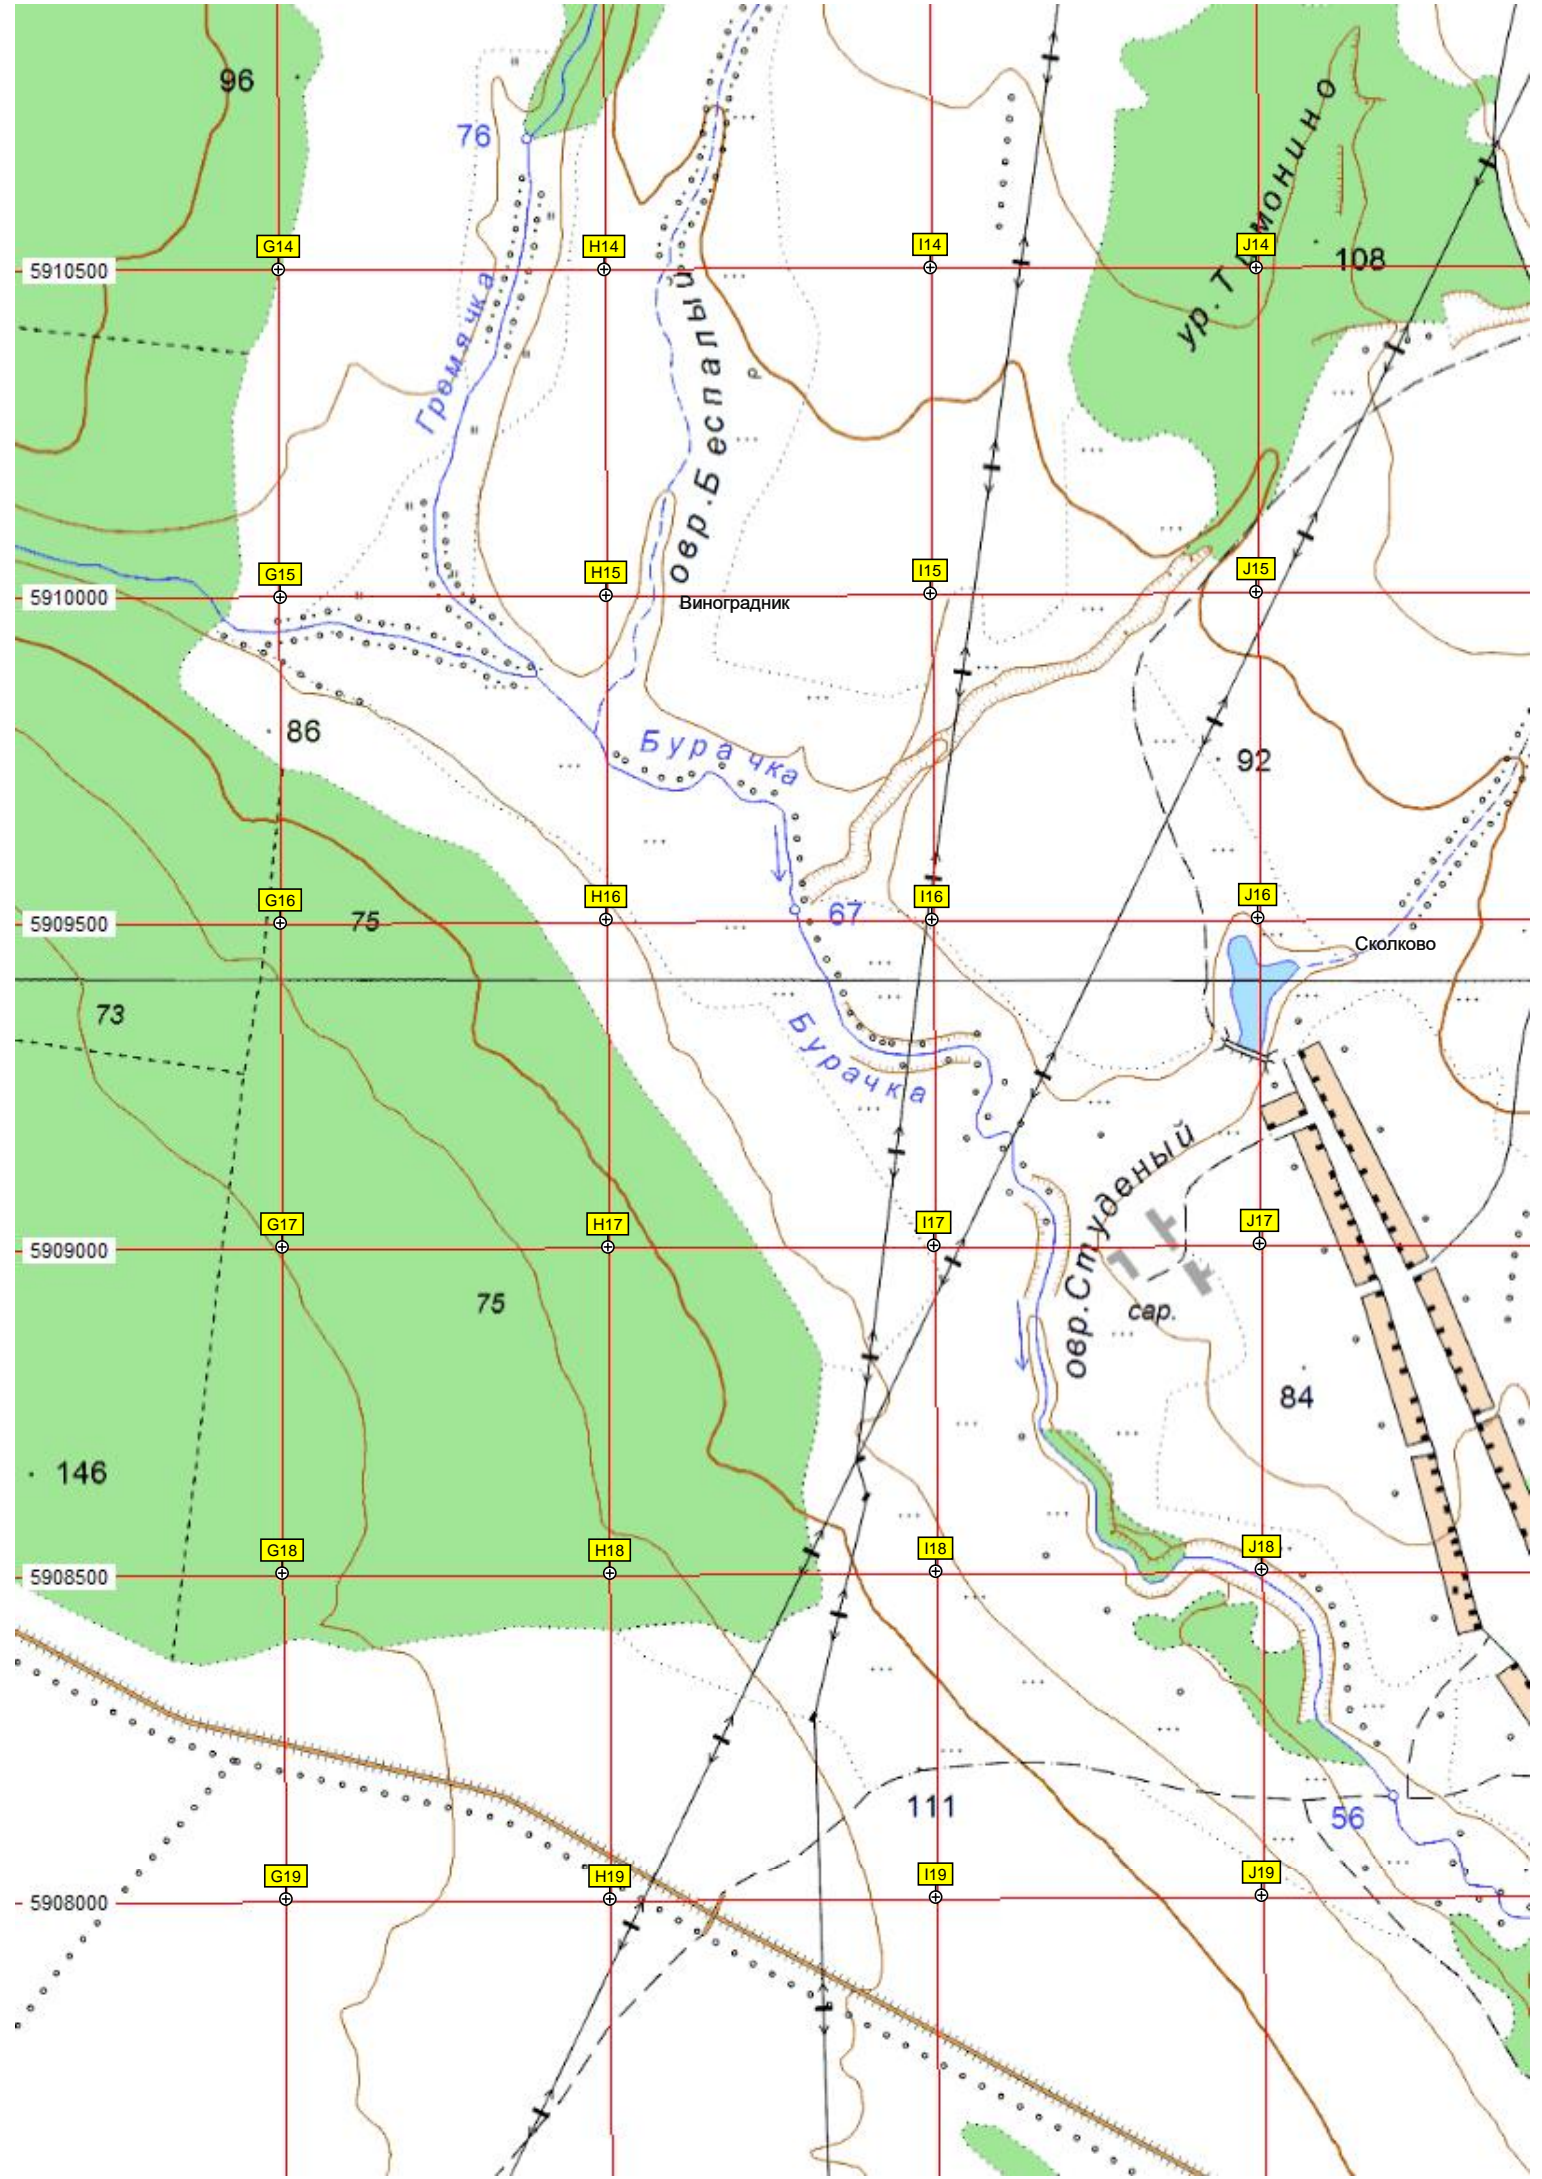 96
76
ур. Тимонино
G14
H14
I14
J14
5910500
108
Гремячка
овр. Беспалый
р
G15
H15
I15
J15
5910000
Виноградник
86
Бурачка
92
G16
H16
I16
J16
5909500
75
67
Сколково
73
Бурачка
овр. Студеный
G17
H17
I17
J17
5909000
75
сар.
84
146
G18
H18
I18
J18
5908500
111
56
G19
H19
I19
J19
5908000